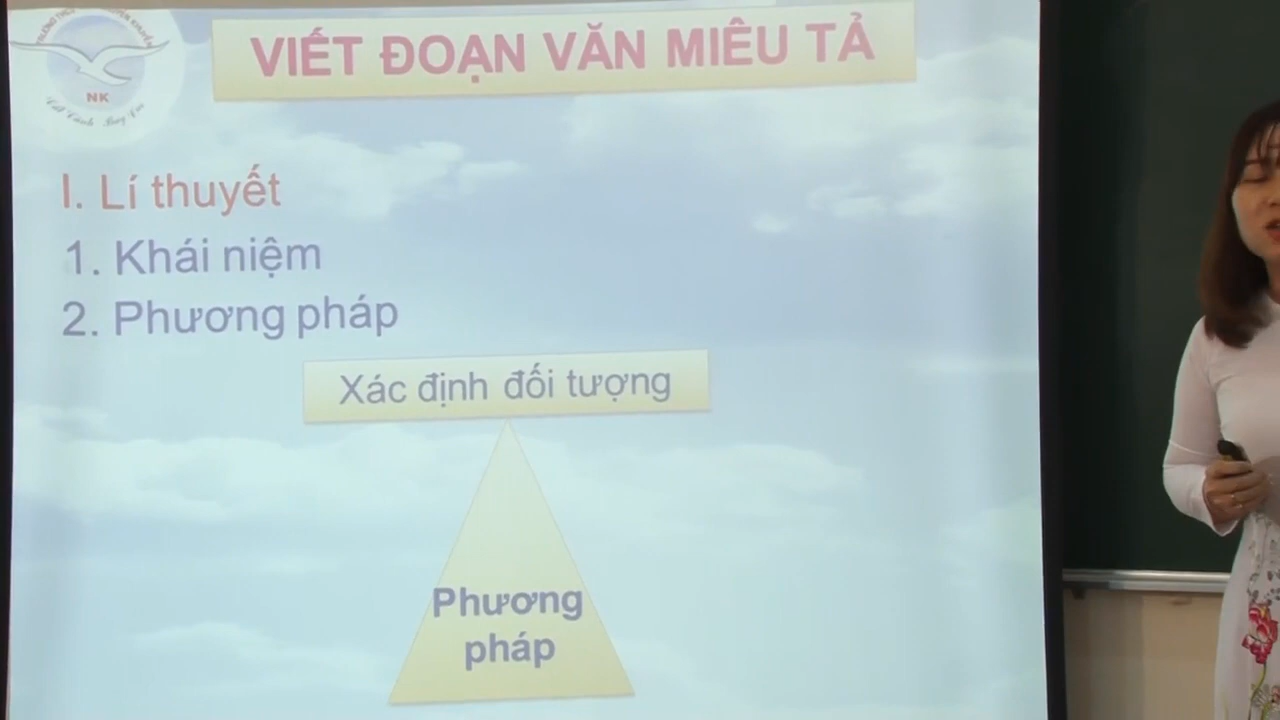 VIẾT ĐOẠN VĂN MIÊU TẢ
NK
I. Lí thuyết
1. Khái niệm
2. Phương pháp
Xác định đối tượng
Phương
pháp